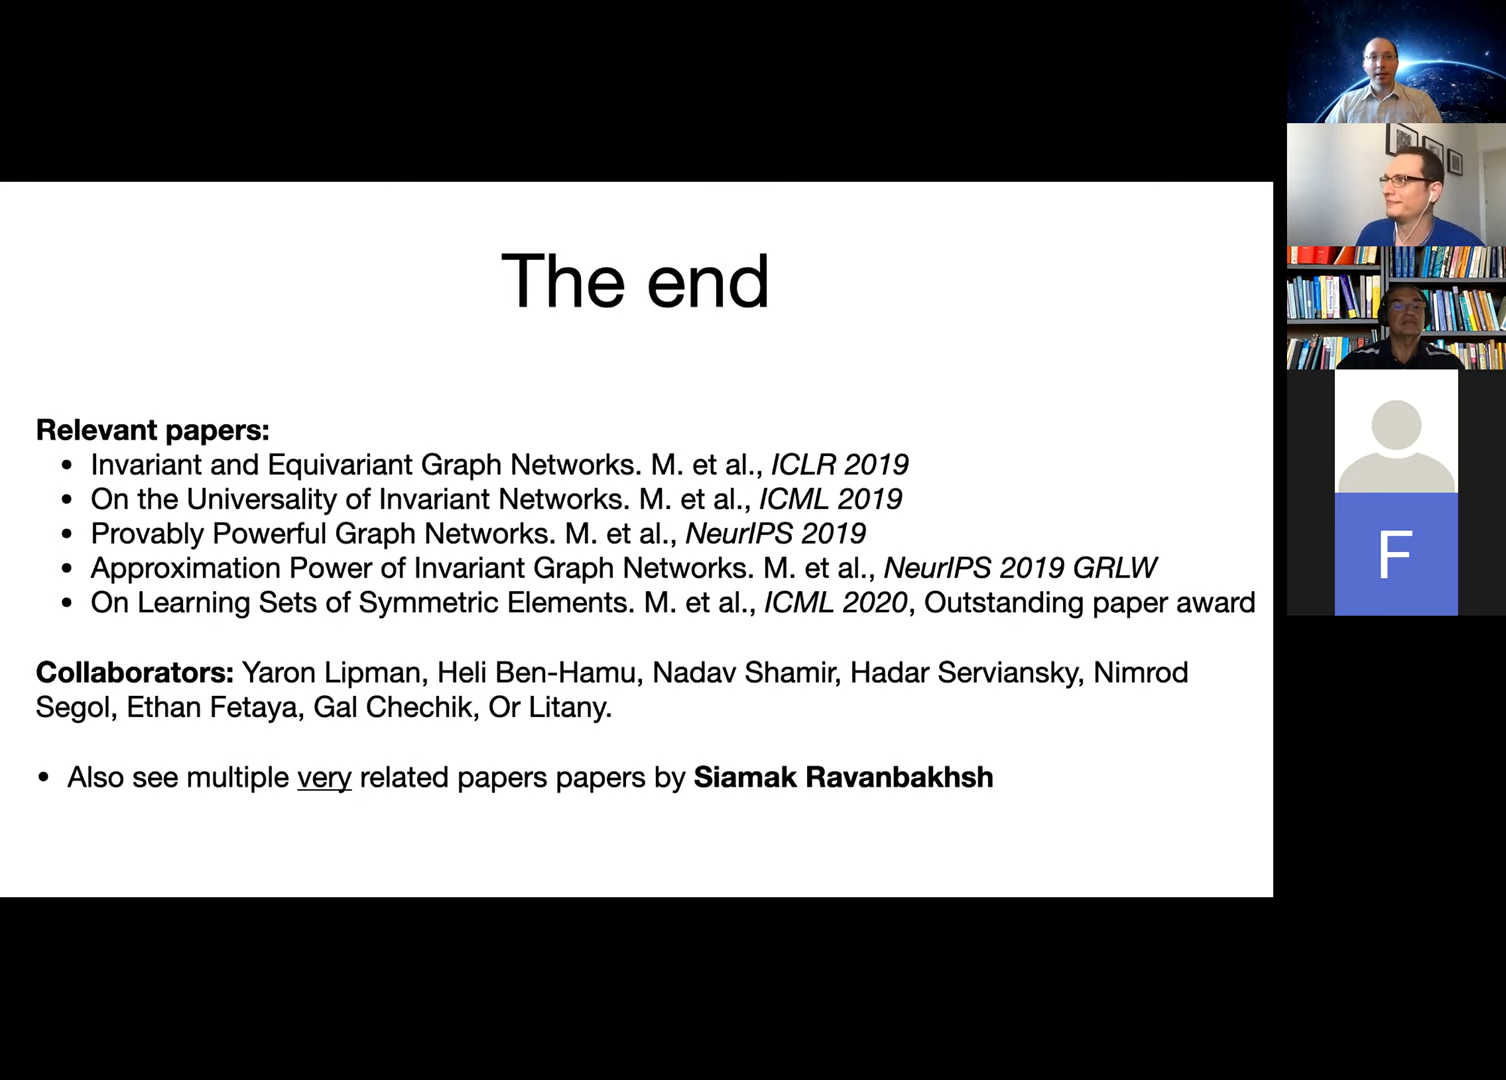 The end
Relevant papers:
• Invariant and Equivariant Graph Networks. M. et al., ICLR 2019
• On the Universality of Invariant Networks. M. et al., ICML 2019
• Provably Powerful Graph Networks. M. et al., NeurIPS 2019
• Approximation Power of Invariant Graph Networks. M. et al., NeurIPS 2019 GRLW
• On Learning Sets of Symmetric Elements. M. et al., ICML 2020, Outstanding paper award
Collaborators: Yaron Lipman, Heli Ben-Hamu, Nadav Shamir, Hadar Serviansky, Nimrod
Segol, Ethan Fetaya, Gal Chechik, Or Litany.
• Also see multiple very related papers papers by Siamak Ravanbakhsh
F